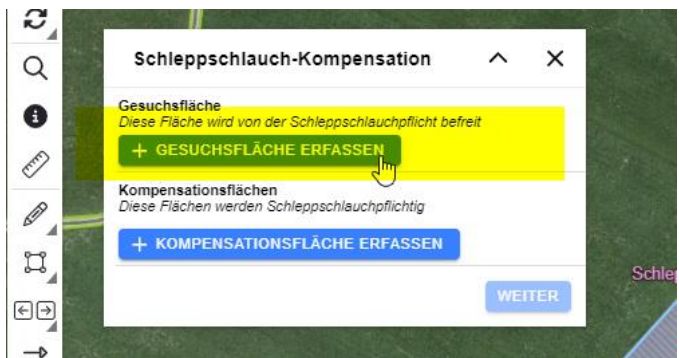 Schleppschlauch-Kompensation
Gesuchsfläche
Diese Fläche wird von der Schleppschlauchpflicht befreit
+ GESUCHSFLÄCHE ERFASSEN
Kompensationsflächen
Diese Flächen werden Schleppschlauchpflichtig
+ KOMPENSATIONSFLÄCHE ERFASSEN
Schle
WEITER